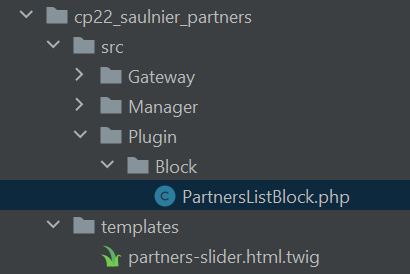 cp22_saulnier_partners
src
Gateway
Manager
Plugin
Block
C PartnersListBlock.php
templates
partners-slider.html.twig